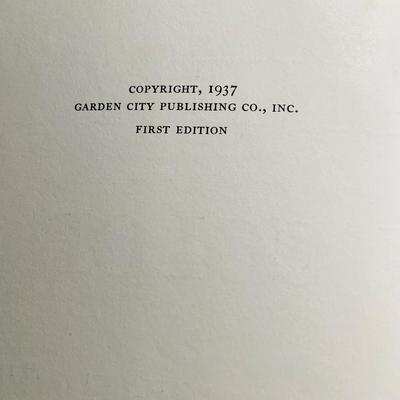 COPYRIGHT, 1937
GARDEN CITY PUBLISHING CO., INC.
FIRST EDITION